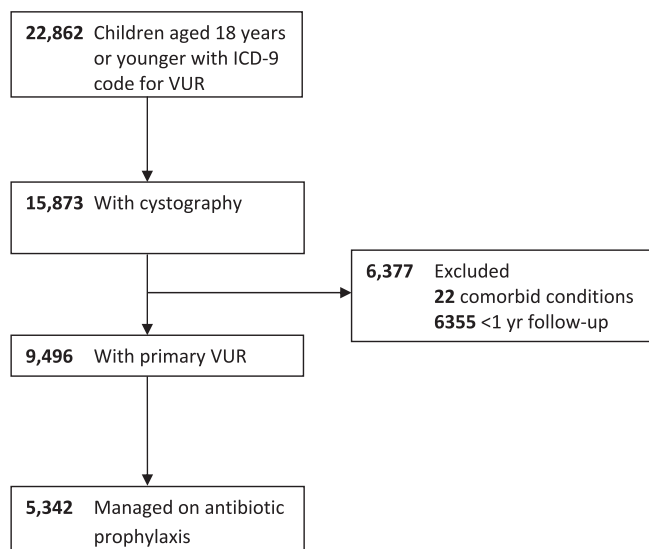 22,862 Children aged 18 years
or younger with ICD-9
code for VUR
15,873 With cystography
6,377 Excluded
22 comorbid conditions
6355 <1 yr follow-up
9,496 With primary VUR
5,342 Managed on antibiotic
prophylaxis